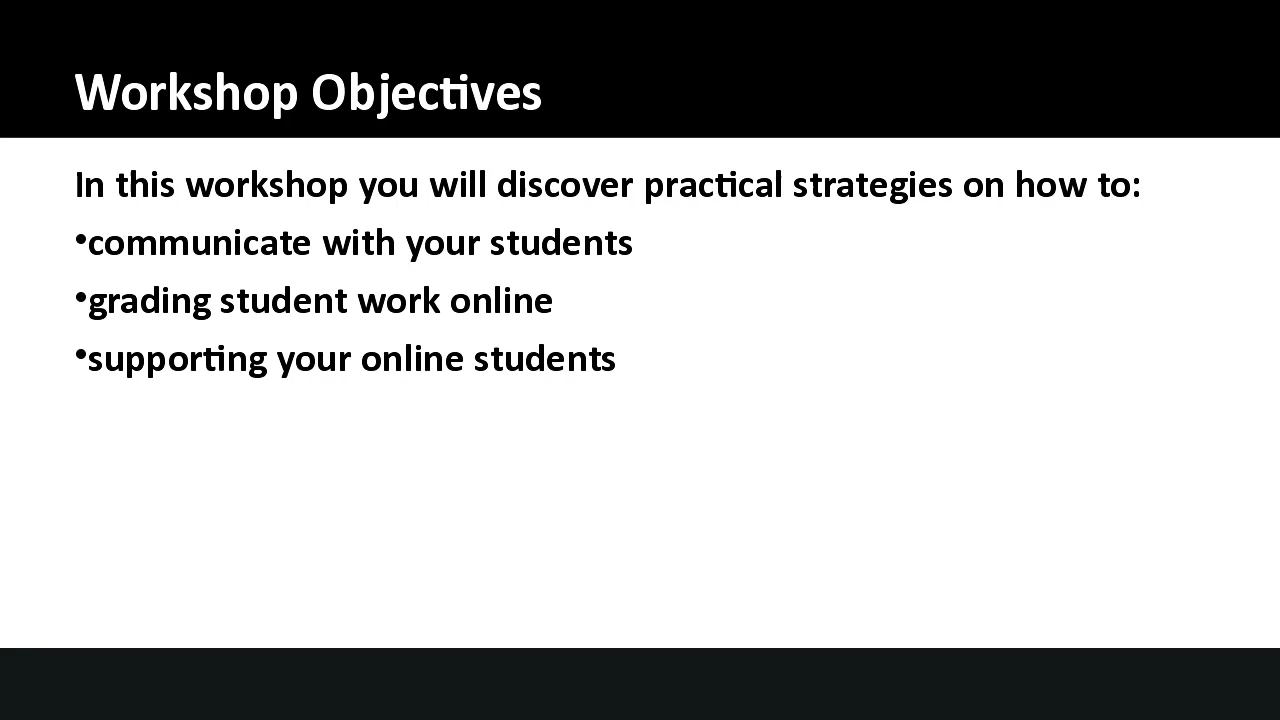 Workshop Objectives
In this workshop you will discover practical strategies on how to:
•communicate with your students
•grading student work online
•supporting your online students